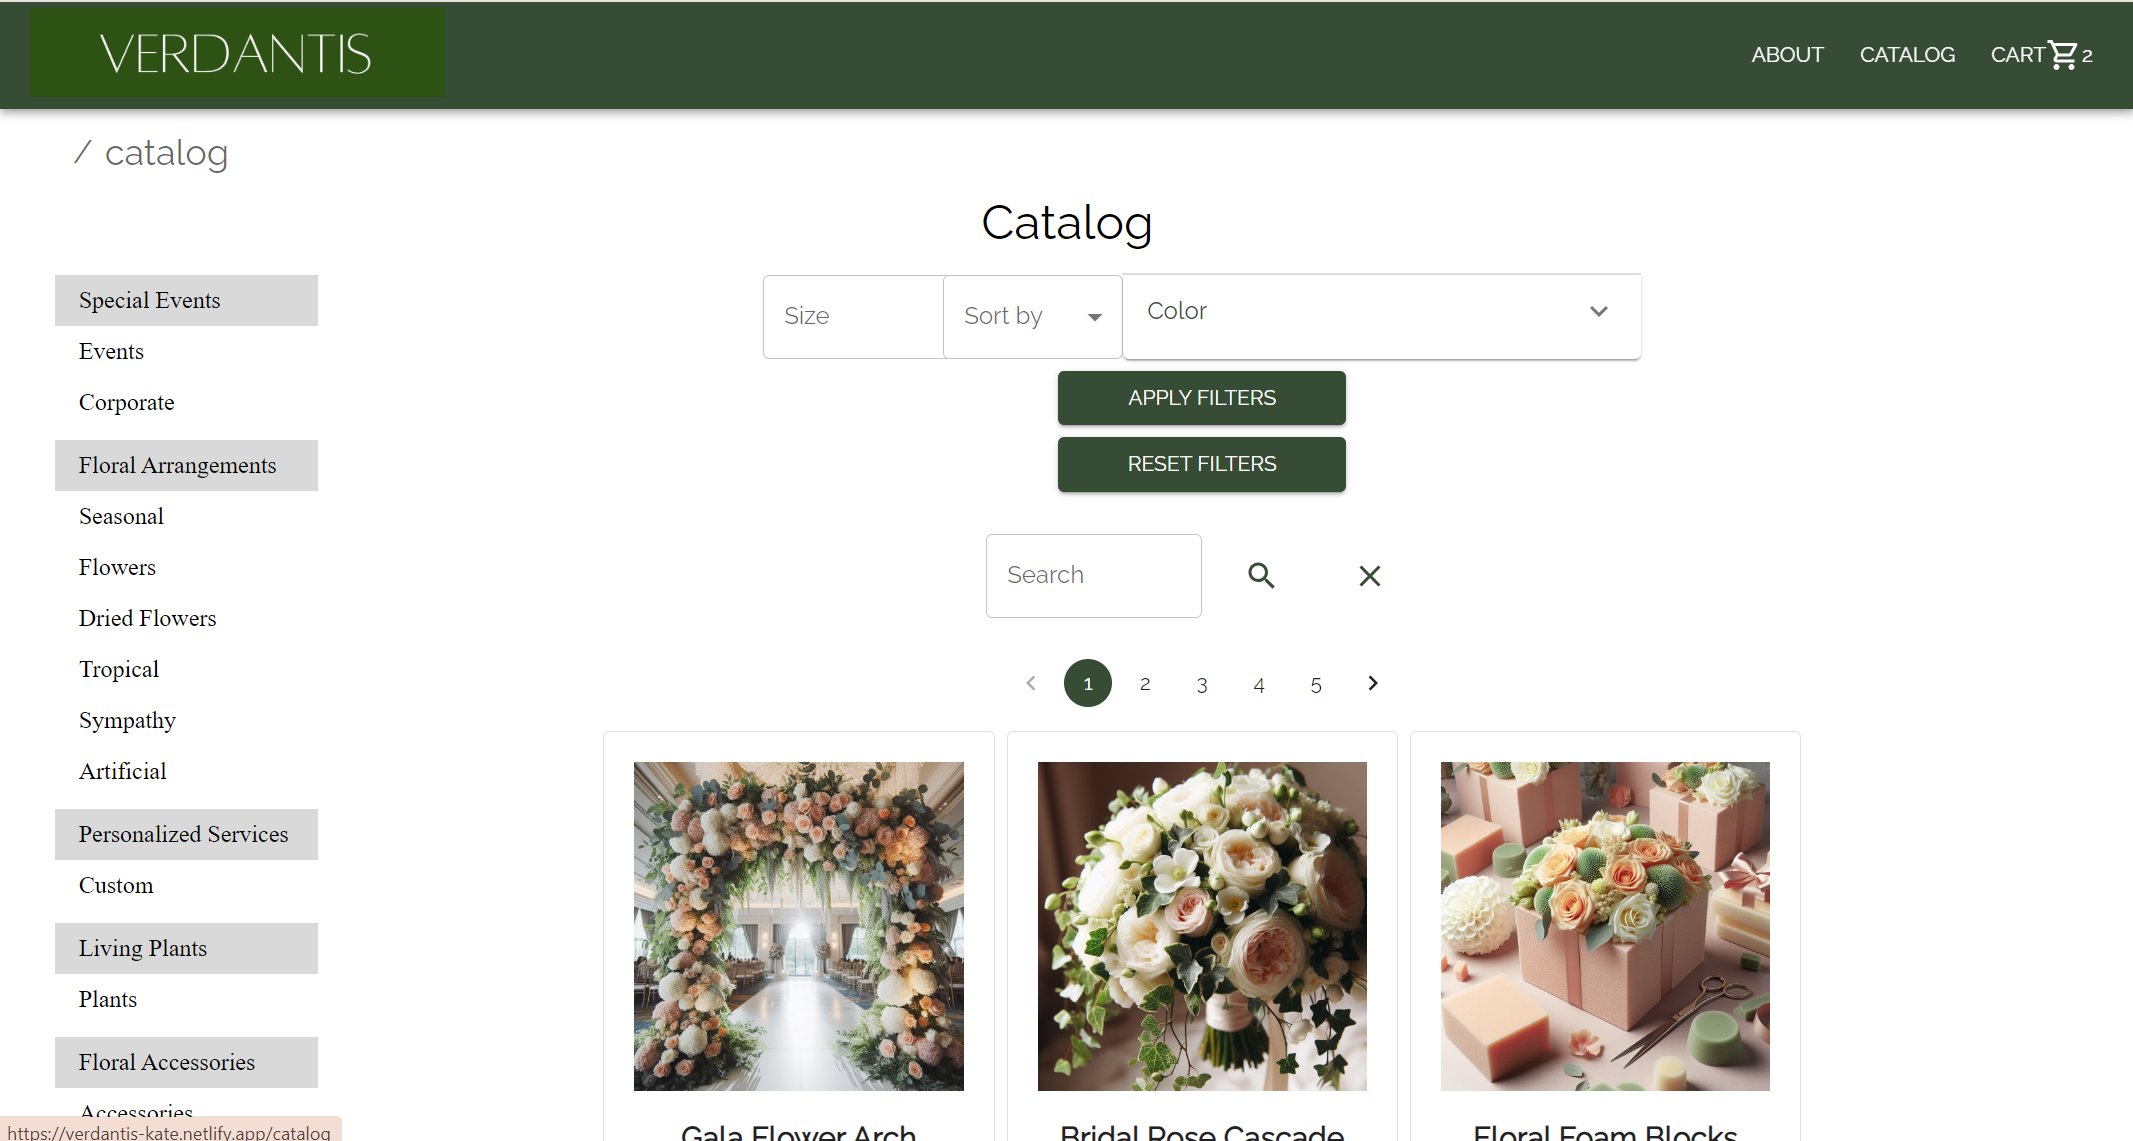 VERDANTIS
ABOUT CATALOG CART 2
/ catalog
Catalog
Size Sort by Color
APPLY FILTERS
RESET FILTERS
Search
1 2 3 4 5
Special Events
Events
Corporate
Floral Arrangements
Seasonal
Flowers
Dried Flowers
Tropical
Sympathy
Artificial
Personalized Services
Custom
Living Plants
Plants
Floral Accessories
Accessories
Gala Flower Arch
Bridal Rose Cascade
Floral Foam Blocks
https://verdantis-kate.netlify.app/catalog